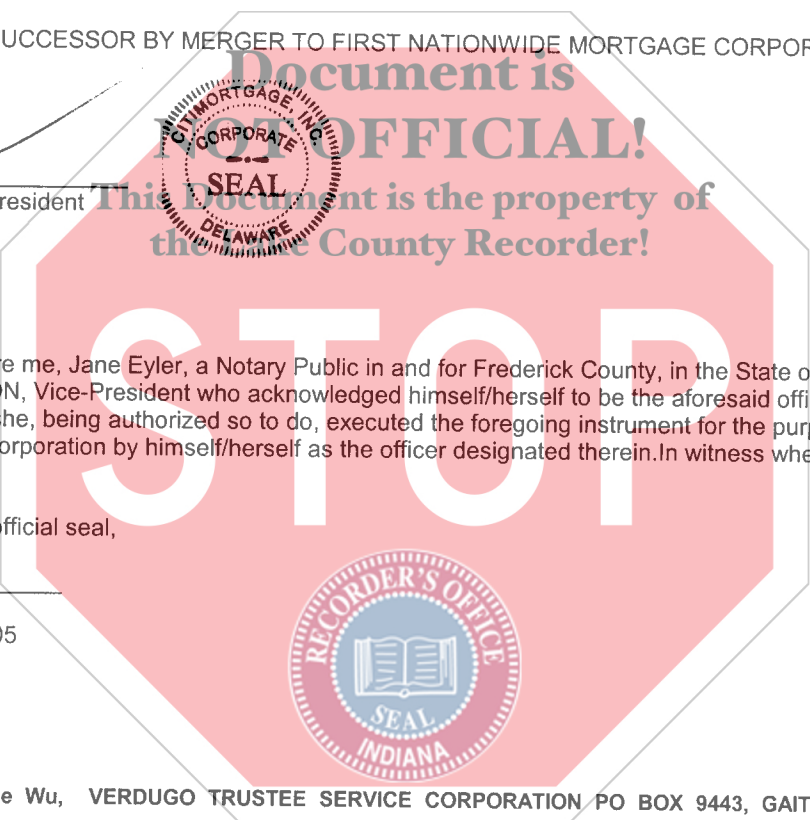 UCCESSOR BY MERGER TO FIRST NATIONWIDE MORTGAGE CORPOR
Document is
NOT OFFICIAL!
CITIMORTGAGE, INC.
CORPORATE
SEAL
DELAWARE
resident
This Document is the property of
the Lake County Recorder!
STOP
re me, Jane Eyler, a Notary Public in and for Frederick County, in the State o
ON, Vice-President who acknowledged himself/herself to be the aforesaid offi
he, being authorized so to do, executed the foregoing instrument for the purp
orporation by himself/herself as the officer designated therein.In witness whe
fficial seal,
05
RECORDER'S OFFICE
SEAL
INDIANA
e Wu, VERDUGO TRUSTEE SERVICE CORPORATION PO BOX 9443, GAIT